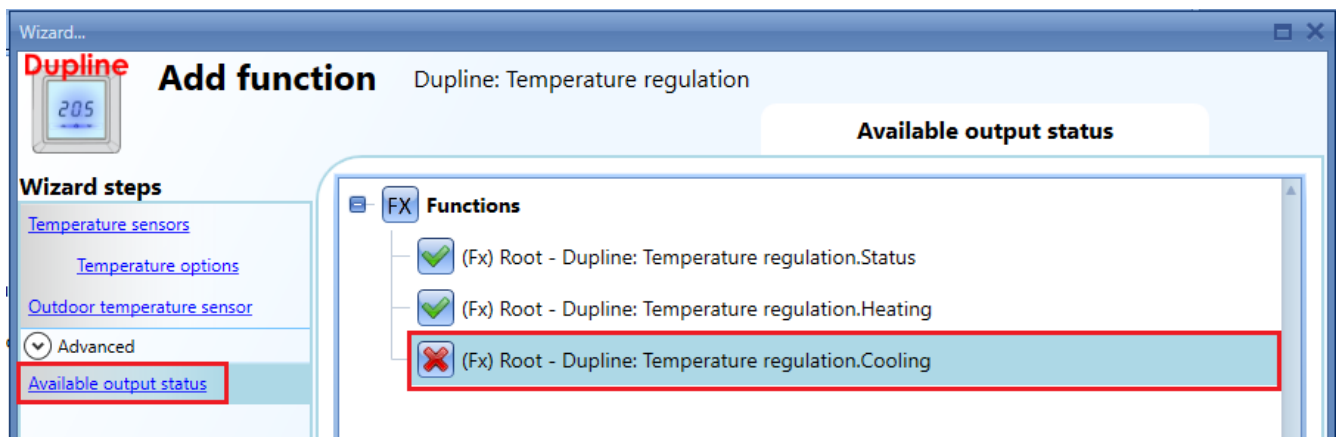 Wizard...
Dupline
205
Add function
Dupline: Temperature regulation
Available output status
Wizard steps
Temperature sensors
Temperature options
Outdoor temperature sensor
Advanced
Available output status
FX Functions
(Fx) Root - Dupline: Temperature regulation.Status
(Fx) Root - Dupline: Temperature regulation.Heating
(Fx) Root - Dupline: Temperature regulation.Cooling